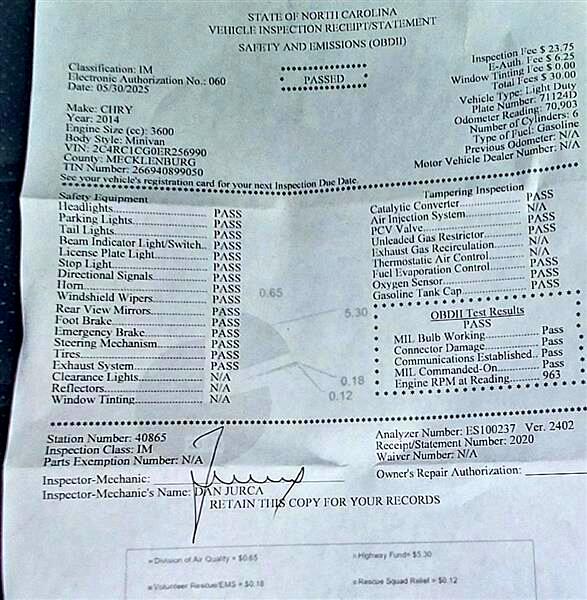 STATE OF NORTH CAROLINA
VEHICLE INSPECTION RECEIPT/STATEMENT
SAFETY AND EMISSIONS (OBDII)
Classification: IM
Electronic Authorization No.: 060
Date: 05/30/2025
PASSED
Inspection Fee $ 23.75
E-Auth. Fee $ 6.25
Window Tinting Fee $ 0.00
Total Fees $ 30.00
Make: CHRY
Year: 2014
Engine Size (cc): 3600
Body Style: Minivan
VIN: 2C4RC1CG0ER256990
County: MECKLENBURG
TIN Number: 266940899050
Vehicle Type: Light Duty
Plate Number: 71124D
Odometer Reading: 70,903
Number of Cylinders: 6
Type of Fuel: Gasoline
Previous Odometer: N/A
Motor Vehicle Dealer Number: N/A
See your vehicle's registration card for your next Inspection Due Date.
Safety Equipment
Headlights PASS
Parking Lights PASS
Tail Lights PASS
Beam Indicator Light/Switch PASS
License Plate Light PASS
Stop Light PASS
Directional Signals PASS
Horn PASS
Windshield Wipers PASS
Rear View Mirrors PASS
Foot Brake PASS
Emergency Brake PASS
Steering Mechanism PASS
Tires PASS
Exhaust System PASS
Clearance Lights N/A
Reflectors N/A
Window Tinting N/A
Tampering Inspection
Catalytic Converter PASS
Air Injection System N/A
PCV Valve PASS
Unleaded Gas Restrictor PASS
Exhaust Gas Recirculation N/A
Thermostatic Air Control N/A
Fuel Evaporation Control PASS
Oxygen Sensor PASS
Gasoline Tank Cap PASS
OBDII Test Results
PASS
MIL Bulb Working Pass
Connector Damage Pass
Communications Established Pass
MIL Commanded-On Pass
Engine RPM at Reading 963
0.65
5.30
0.18
0.12
Station Number: 40865
Inspection Class: IM
Parts Exemption Number: N/A
Analyzer Number: ES100237 Ver. 2402
Receipt/Statement Number: 2020
Waiver Number: N/A
Inspector-Mechanic:
Owner's Repair Authorization:
Inspector-Mechanic's Name: DAN JURCA
RETAIN THIS COPY FOR YOUR RECORDS
Division of Air Quality = $0.65
Highway Fund= $5.30
Volunteer Rescue/EMS = $0.18
Rescue Squad Relief = $0.12